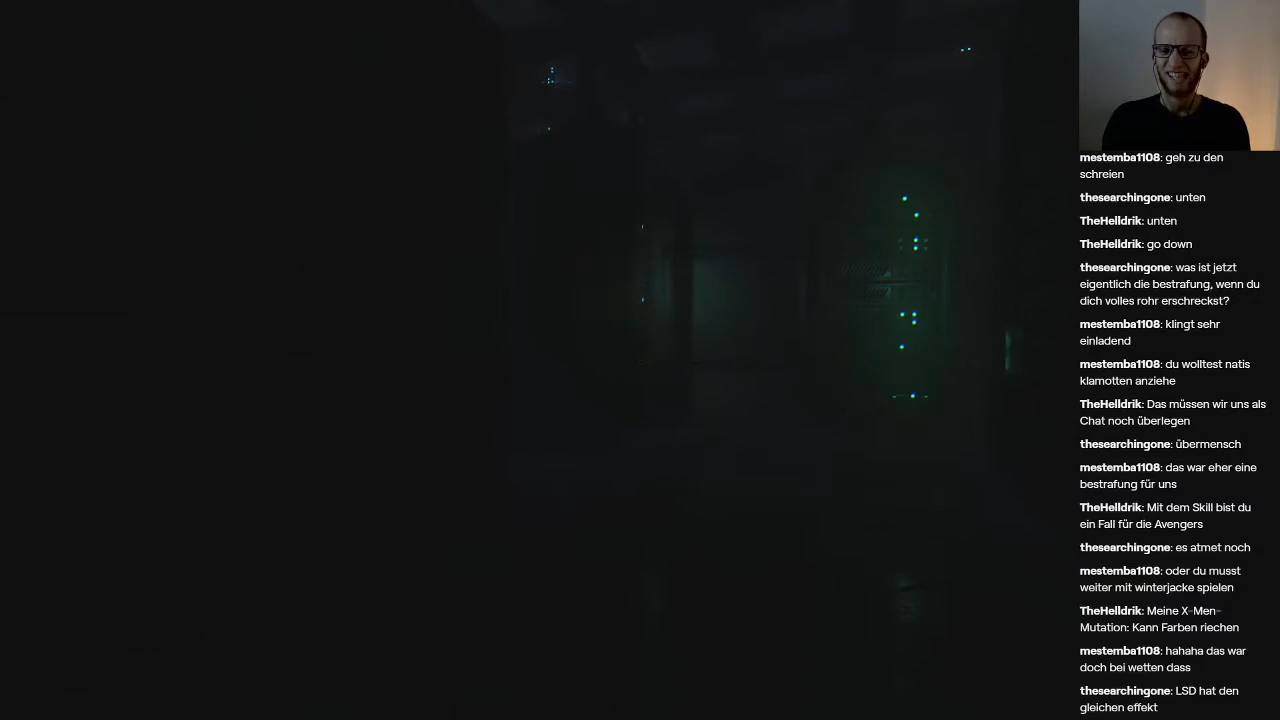 mestemba1108: geh zu den
schreien
thesearchingone: unten
TheHelldrik: unten
TheHelldrik: go down
thesearchingone: was ist jetzt
eigentlich die bestrafung, wenn du
dich volles rohr erschreckst?
mestemba1108: klingt sehr
einladend
mestemba1108: du wolltest natis
klamotten anziehe
TheHelldrik: Das müssen wir uns als
Chat noch überlegen
thesearchingone: übermensch
mestemba1108: das war eher eine
bestrafung für uns
TheHelldrik: Mit dem Skill bist du
ein Fall für die Avengers
thesearchingone: es atmet noch
mestemba1108: oder du musst
weiter mit winterjacke spielen
TheHelldrik: Meine X-Men-
Mutation: Kann Farben riechen
mestemba1108: hahaha das war
doch bei wetten dass
thesearchingone: LSD hat den
gleichen effekt